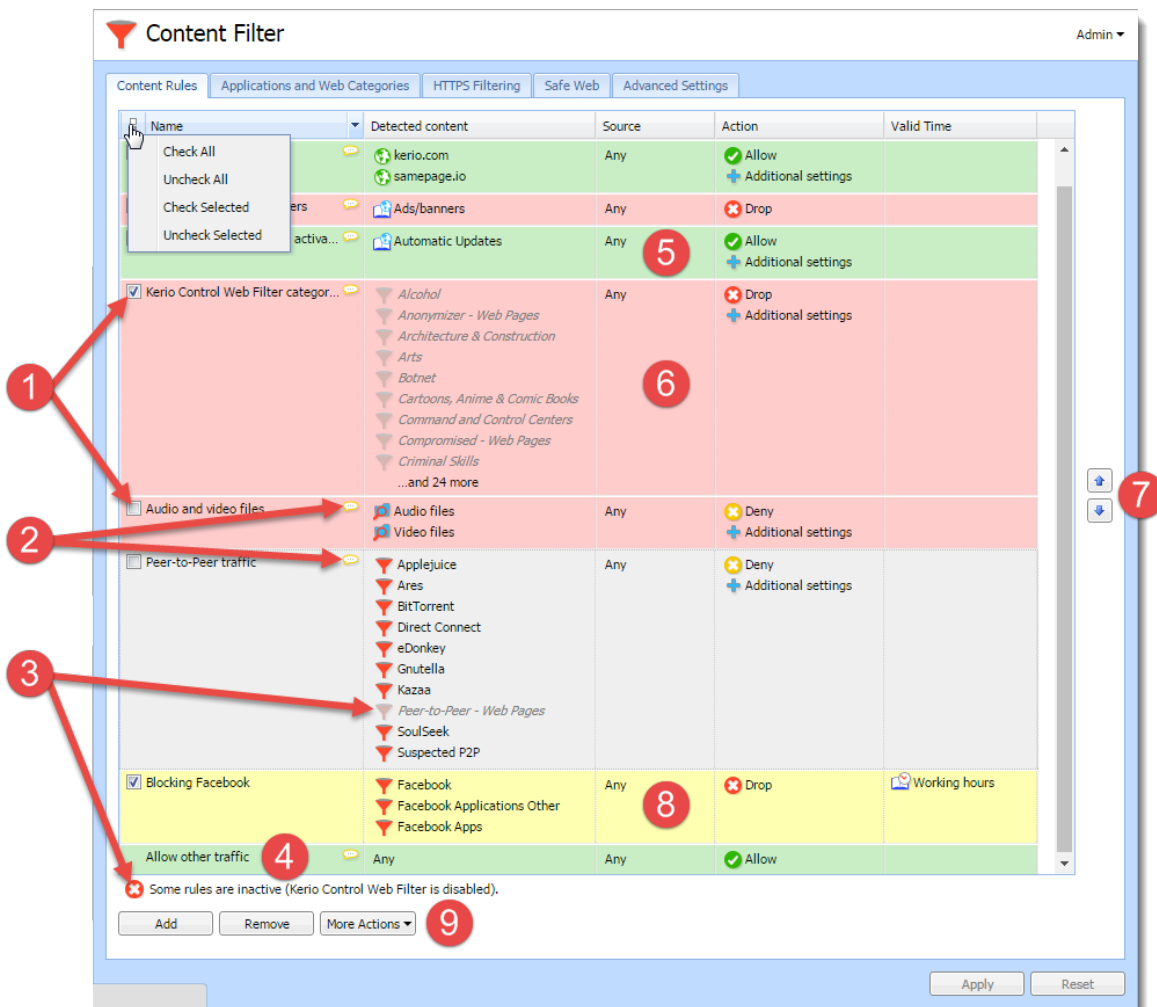 Content Filter
Admin
Content Rules Applications and Web Categories HTTPS Filtering Safe Web Advanced Settings
Name Detected content Source Action Valid Time
Check All
Uncheck All
Check Selected
Uncheck Selected
kerio.com Any Allow
samepage.io Additional settings
ers Ads/banners Any Drop
activa... Automatic Updates Any Allow
5
Additional settings
Kerio Control Web Filter categor... Alcohol Any Drop
Anonymizer - Web Pages Additional settings
Architecture & Construction
Arts
Botnet
1
6
Cartoons, Anime & Comic Books
Command and Control Centers
Compromised - Web Pages
Criminal Skills
...and 24 more
7
Audio and video files Audio files Any Deny
Video files Additional settings
2
Peer-to-Peer traffic Applejuice Any Deny
Ares Additional settings
BitTorrent
Direct Connect
eDonkey
Gnutella
3
Kazaa
Peer-to-Peer - Web Pages
SoulSeek
Suspected P2P
Blocking Facebook Facebook Any Drop Working hours
Facebook Applications Other
8
Facebook Apps
Allow other traffic 4 Any Any Allow
Some rules are inactive (Kerio Control Web Filter is disabled).
Add Remove More Actions 9
Apply Reset